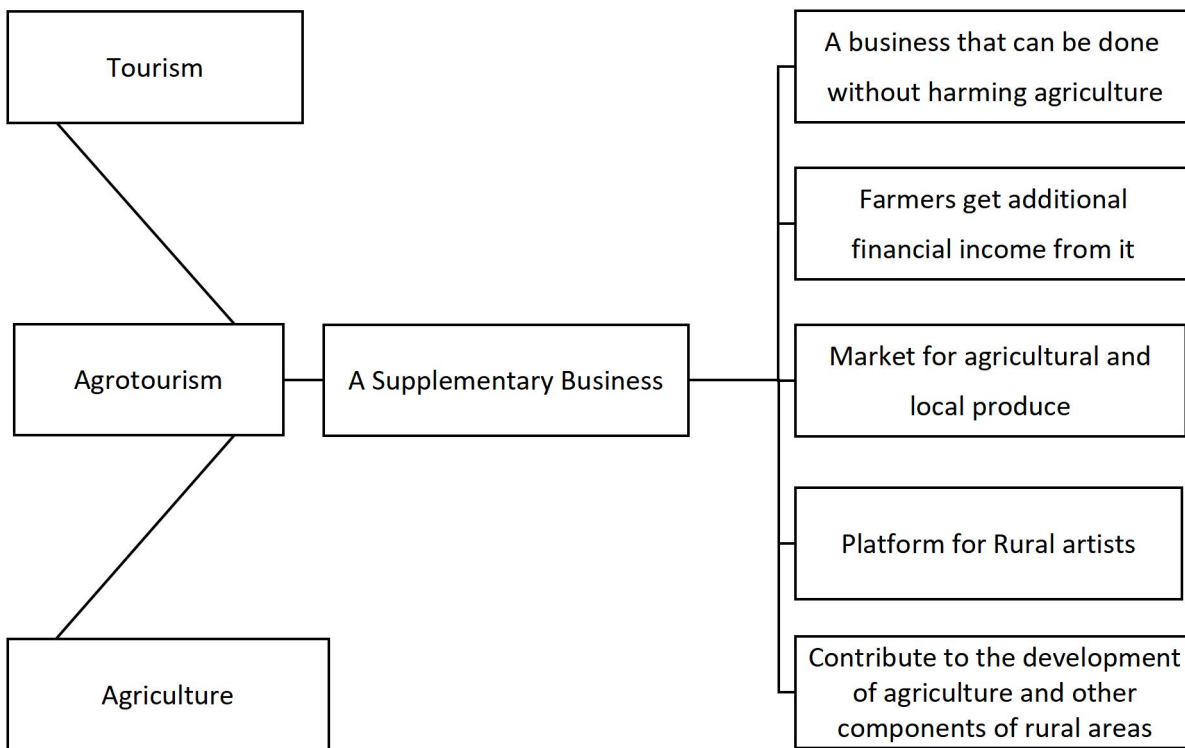 Tourism
Agrotourism
Agriculture
A Supplementary Business
A business that can be done
without harming agriculture
Farmers get additional
financial income from it
Market for agricultural and
local produce
Platform for Rural artists
Contribute to the development
of agriculture and other
components of rural areas